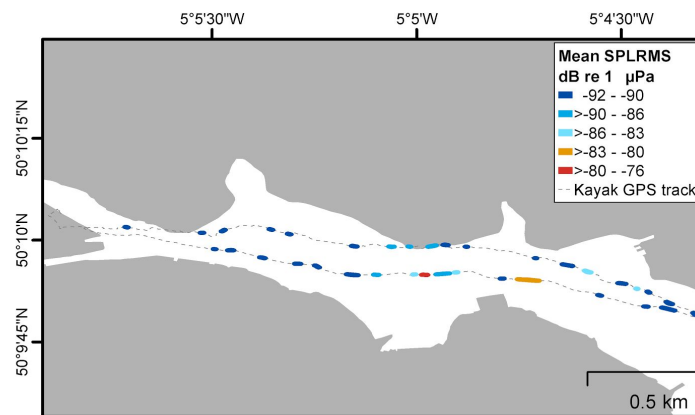 5°5'30"W 5°5'W 5°4'30"W
Mean SPLRMS
dB re 1 µPa
-92 - -90
>-90 - -86
>-86 - -83
>-83 - -80
>-80 - -76
Kayak GPS track
50°10'15"N
50°10'N
50°9'45"N
0.5 km